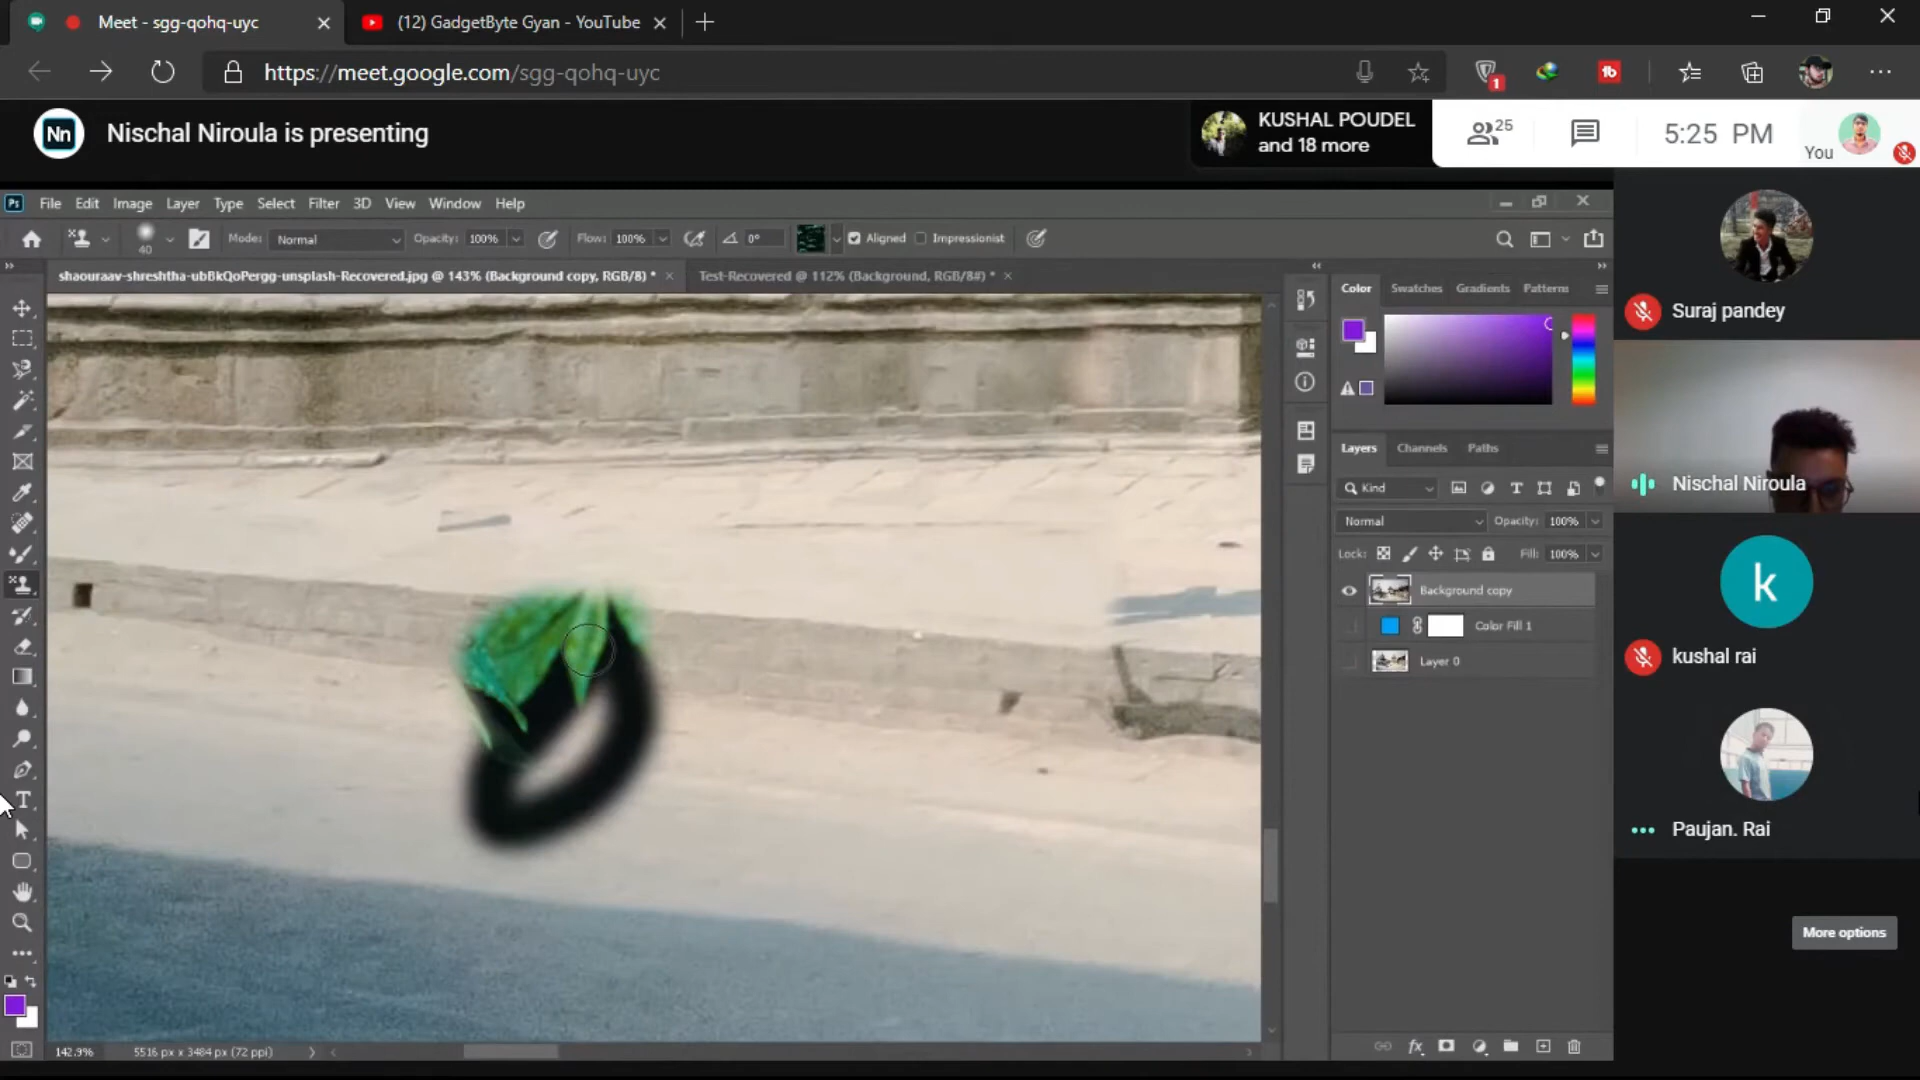 Meet - sgg-qohq-uyc
(12) GadgetByte Gyan - YouTube
https://meet.google.com/sgg-qohq-uyc
1
Nn
Nischal Niroula is presenting
KUSHAL POUDEL
and 18 more
25
5:25 PM
You
Ps File Edit Image Layer Type Select Filter 3D View Window Help
40
Mode: Normal
Opacity: 100%
Flow: 100%
0°
Aligned
Impressionist
shaouraav-shreshtha-ubBkQoPergg-unsplash-Recovered.jpg @ 143% (Background copy, RGB/8) *
Test-Recovered @ 112% (Background, RGB/8#) *
Color Swatches Gradients Patterns
Layers Channels Paths
Kind
Normal
Opacity: 100%
Lock:
Fill: 100%
Background copy
Color Fill 1
Layer 0
fx
142.9%
5516 px x 3484 px (72 ppi)
Suraj pandey
Nischal Niroula
k
kushal rai
Paujan. Rai
More options